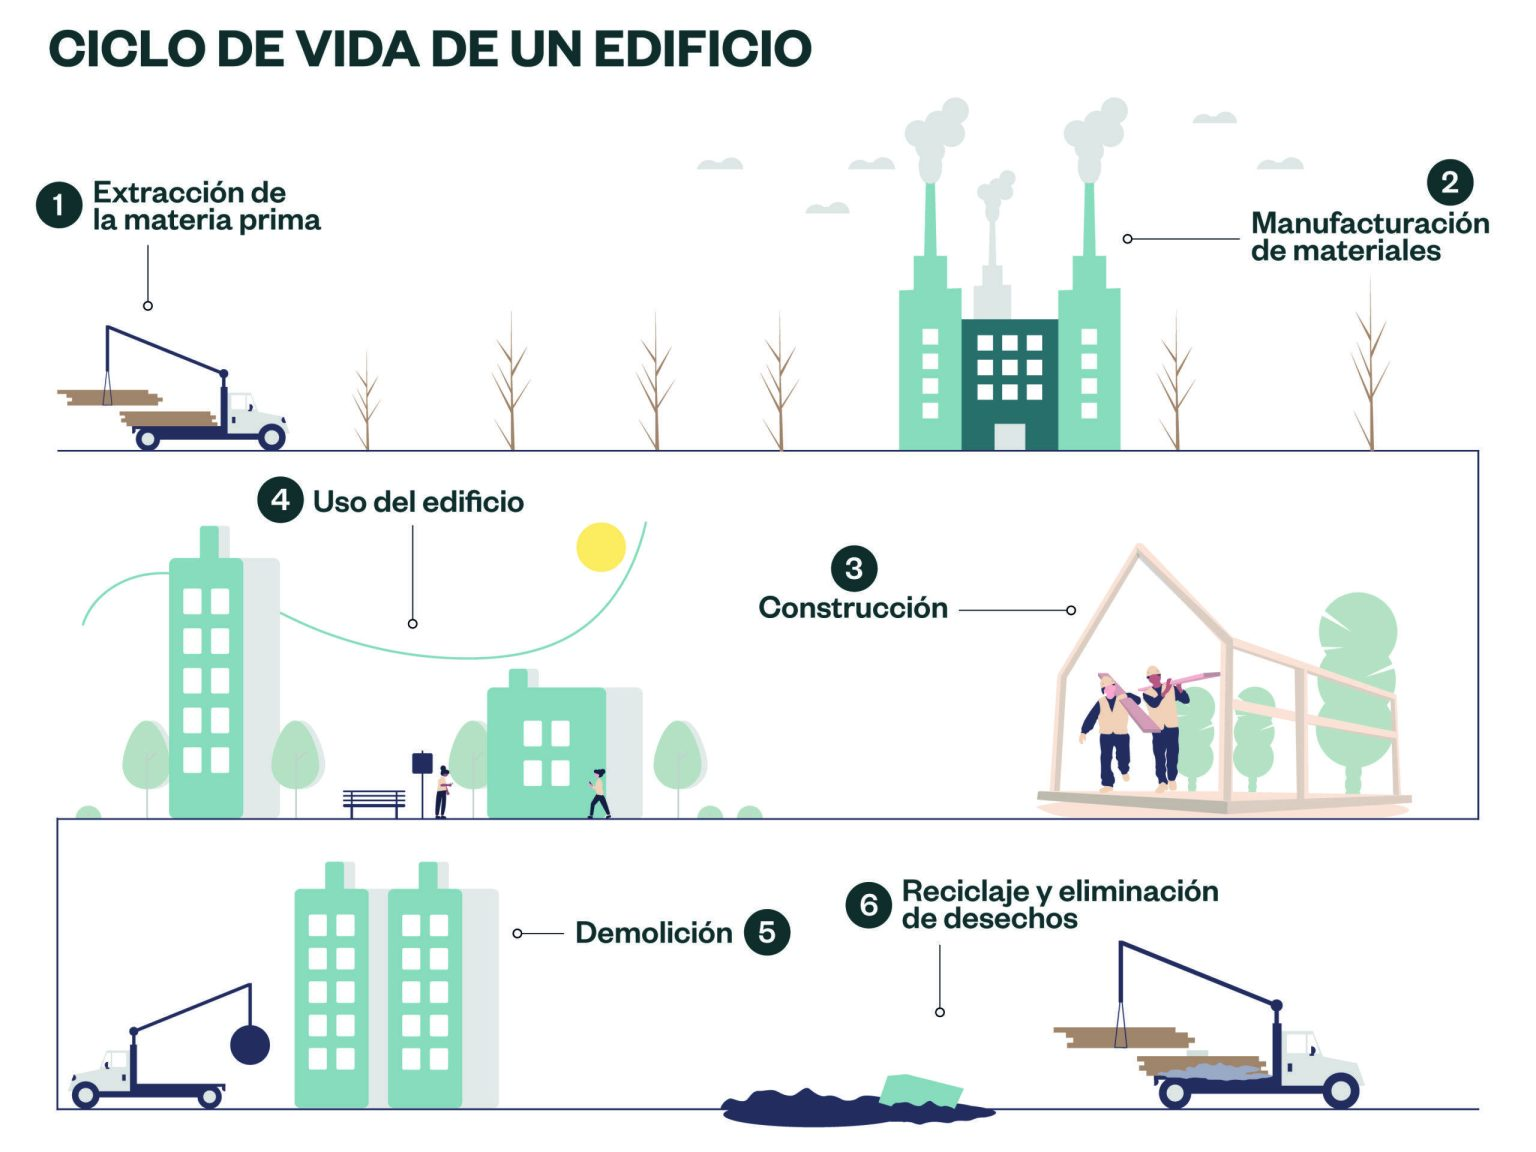 CICLO DE VIDA DE UN EDIFICIO
1
Extracción de
la materia prima
2
Manufacturación
de materiales
3
Construcción
4
Uso del edificio
Demolición
5
6
Reciclaje y eliminación
de desechos